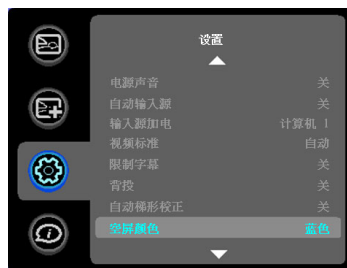 设置
电源声音 关
自动输入源 关
输入源加电 计算机 1
视频标准 自动
限制字幕 关
背投 关
自动梯形校正 关
空屏颜色 蓝色